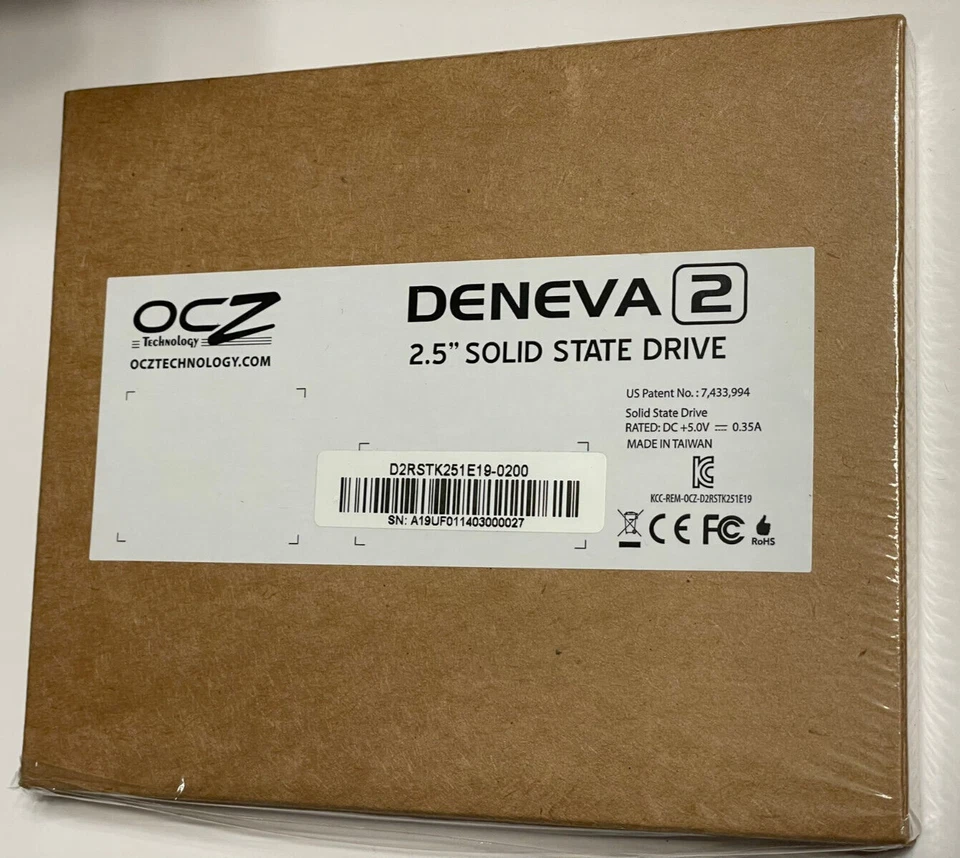 OCZ
Technology
OCZTECHNOLOGY.COM
DENEVA 2
2.5” SOLID STATE DRIVE
US Patent No. : 7,433,994
Solid State Drive
RATED: DC +5.0V ⎓ 0.35A
MADE IN TAIWAN
KCC-REM-OCZ-D2RSTK251E19
D2RSTK251E19-0200
SN: A19UF011403000027
CE FC RoHS